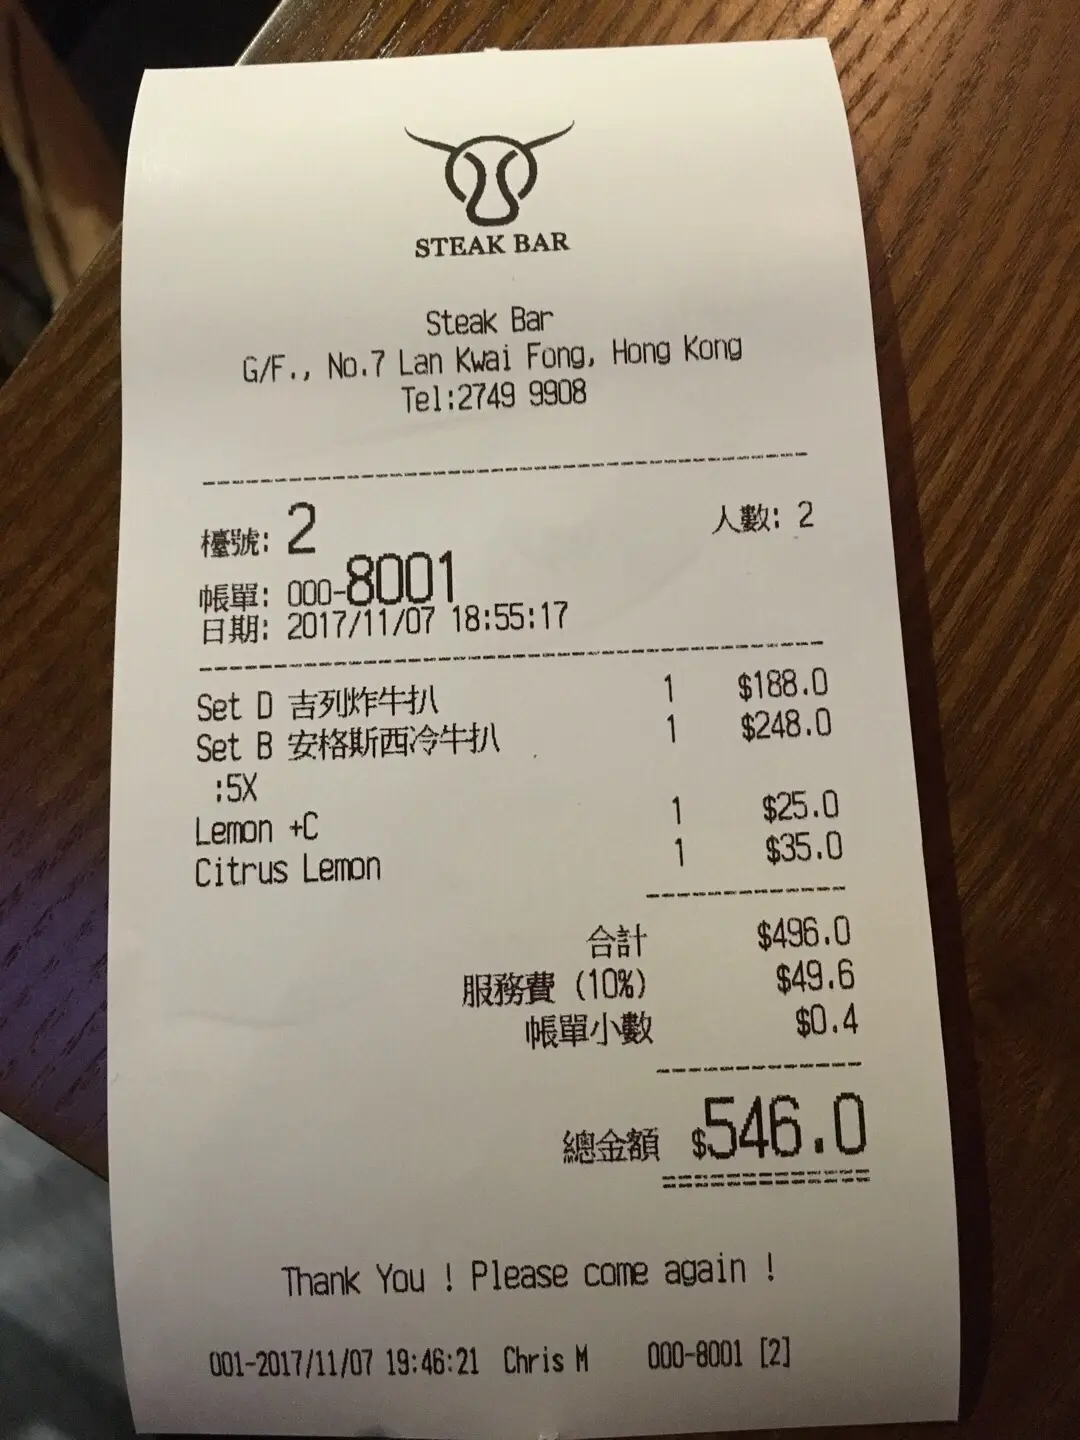 STEAK BAR
Steak Bar
G/F., No.7 Lan Kwai Fong, Hong Kong
Tel:2749 9908
檯號: 2 人數: 2
帳單: 000-8001
日期: 2017/11/07 18:55:17
Set D 吉列炸牛扒 1 $188.0
Set B 安格斯西冷牛扒 1 $248.0
:5X
Lemon +C 1 $25.0
Citrus Lemon 1 $35.0
合計 $496.0
服務費 (10%) $49.6
帳單小數 $0.4
總金額 $546.0
Thank You ! Please come again !
001-2017/11/07 19:46:21 Chris M 000-8001 [2]